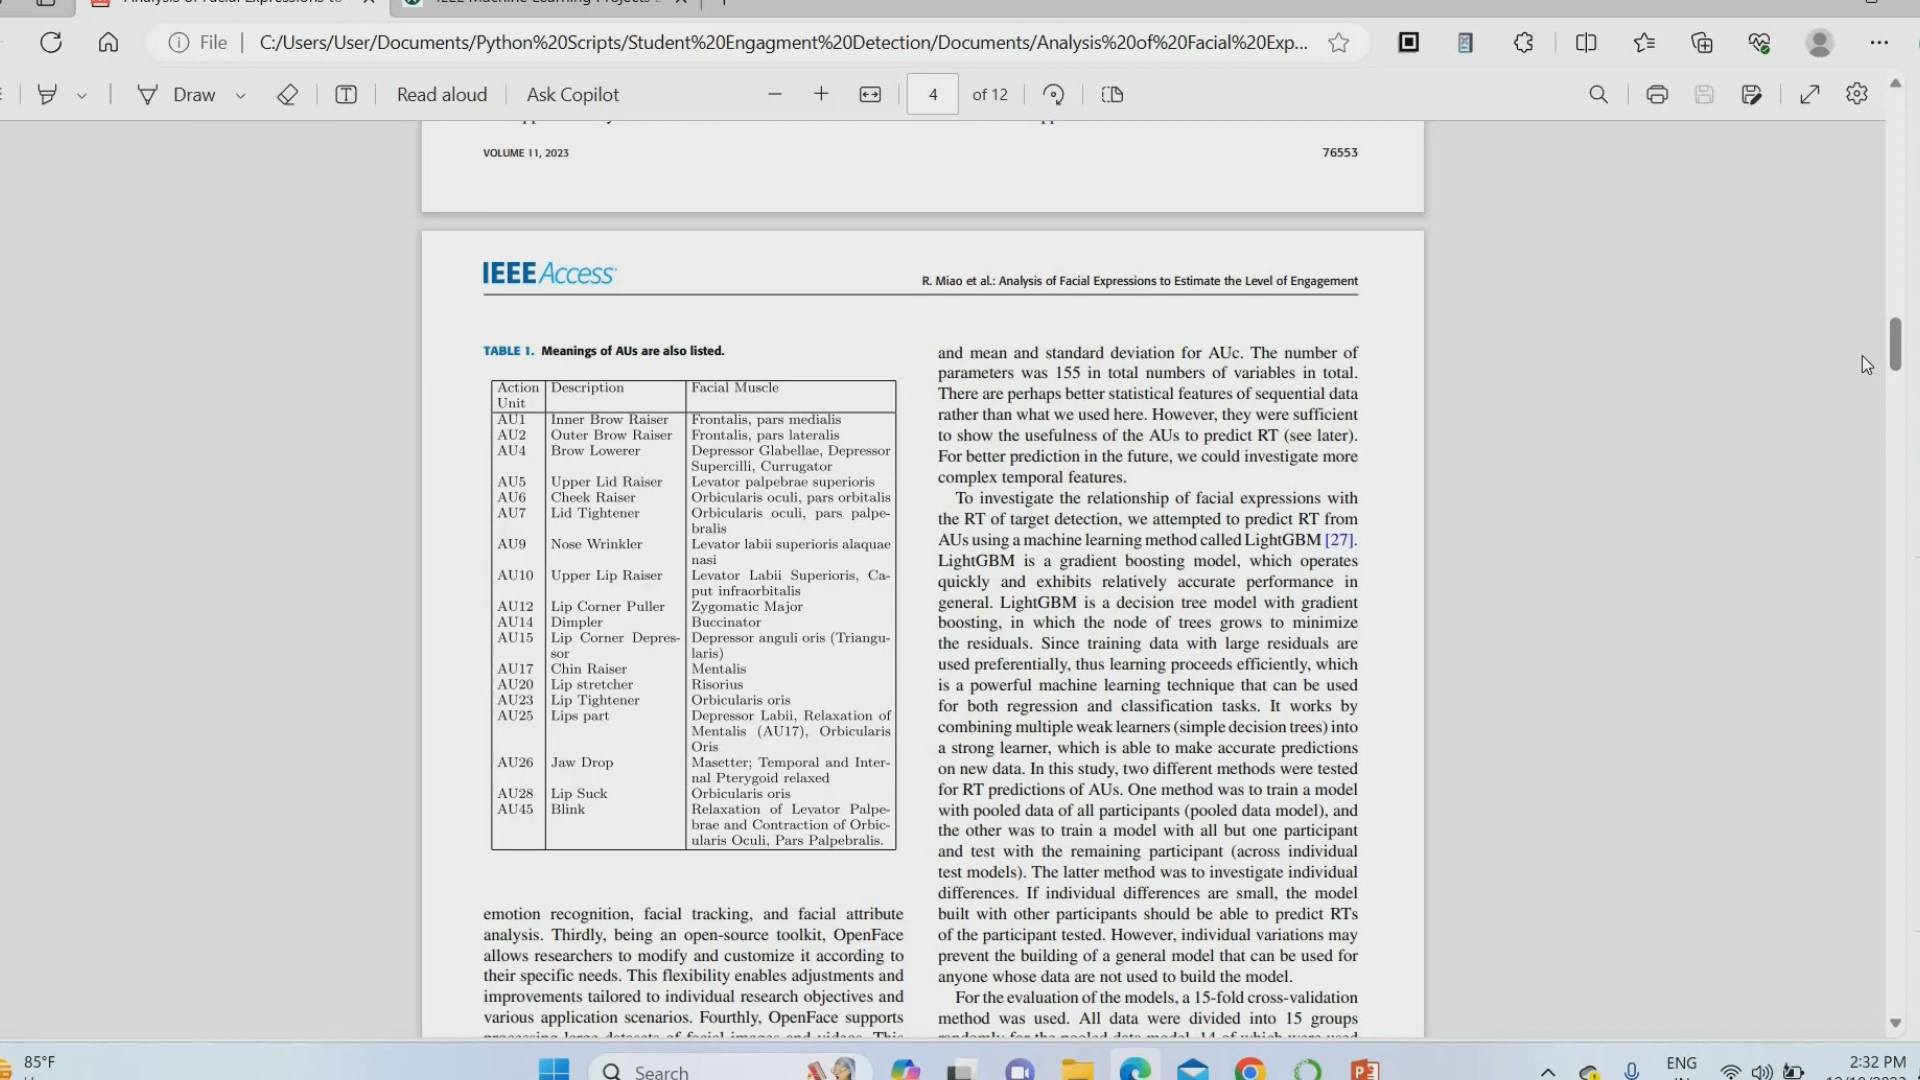 IEEE Machine Learning Projects
File
C:/Users/User/Documents/Python%20Scripts/Student%20Engagment%20Detection/Documents/Analysis%20of%20Facial%20Exp...
Draw
Read aloud
Ask Copilot
4
of 12
VOLUME 11, 2023
76553
IEEE Access
R. Miao et al.: Analysis of Facial Expressions to Estimate the Level of Engagement
TABLE 1. Meanings of AUs are also listed.
Action Unit Description Facial Muscle
AU1 Inner Brow Raiser Frontalis, pars medialis
AU2 Outer Brow Raiser Frontalis, pars lateralis
AU4 Brow Lowerer Depressor Glabellae, Depressor
Supercilli, Currugator
AU5 Upper Lid Raiser Levator palpebrae superioris
AU6 Cheek Raiser Orbicularis oculi, pars orbitalis
AU7 Lid Tightener Orbicularis oculi, pars palpe-
bralis
AU9 Nose Wrinkler Levator labii superioris alaquae
nasi
AU10 Upper Lip Raiser Levator Labii Superioris, Ca-
put infraorbitalis
AU12 Lip Corner Puller Zygomatic Major
AU14 Dimpler Buccinator
AU15 Lip Corner Depres- Depressor anguli oris (Triangu-
sor laris)
AU17 Chin Raiser Mentalis
AU20 Lip stretcher Risorius
AU23 Lip Tightener Orbicularis oris
AU25 Lips part Depressor Labii, Relaxation of
Mentalis (AU17), Orbicularis
Oris
AU26 Jaw Drop Masetter; Temporal and Inter-
nal Pterygoid relaxed
AU28 Lip Suck Orbicularis oris
AU45 Blink Relaxation of Levator Palpe-
brae and Contraction of Orbic-
ularis Oculi, Pars Palpebralis.
emotion recognition, facial tracking, and facial attribute
analysis. Thirdly, being an open-source toolkit, OpenFace
allows researchers to modify and customize it according to
their specific needs. This flexibility enables adjustments and
improvements tailored to individual research objectives and
various application scenarios. Fourthly, OpenFace supports
and mean and standard deviation for AUc. The number of
parameters was 155 in total numbers of variables in total.
There are perhaps better statistical features of sequential data
rather than what we used here. However, they were sufficient
to show the usefulness of the AUs to predict RT (see later).
For better prediction in the future, we could investigate more
complex temporal features.
To investigate the relationship of facial expressions with
the RT of target detection, we attempted to predict RT from
AUs using a machine learning method called LightGBM [27].
LightGBM is a gradient boosting model, which operates
quickly and exhibits relatively accurate performance in
general. LightGBM is a decision tree model with gradient
boosting, in which the node of trees grows to minimize
the residuals. Since training data with large residuals are
used preferentially, thus learning proceeds efficiently, which
is a powerful machine learning technique that can be used
for both regression and classification tasks. It works by
combining multiple weak learners (simple decision trees) into
a strong learner, which is able to make accurate predictions
on new data. In this study, two different methods were tested
for RT predictions of AUs. One method was to train a model
with pooled data of all participants (pooled data model), and
the other was to train a model with all but one participant
and test with the remaining participant (across individual
test models). The latter method was to investigate individual
differences. If individual differences are small, the model
built with other participants should be able to predict RTs
of the participant tested. However, individual variations may
prevent the building of a general model that can be used for
anyone whose data are not used to build the model.
For the evaluation of the models, a 15-fold cross-validation
method was used. All data were divided into 15 groups
85°F
Search
ENG
2:32 PM